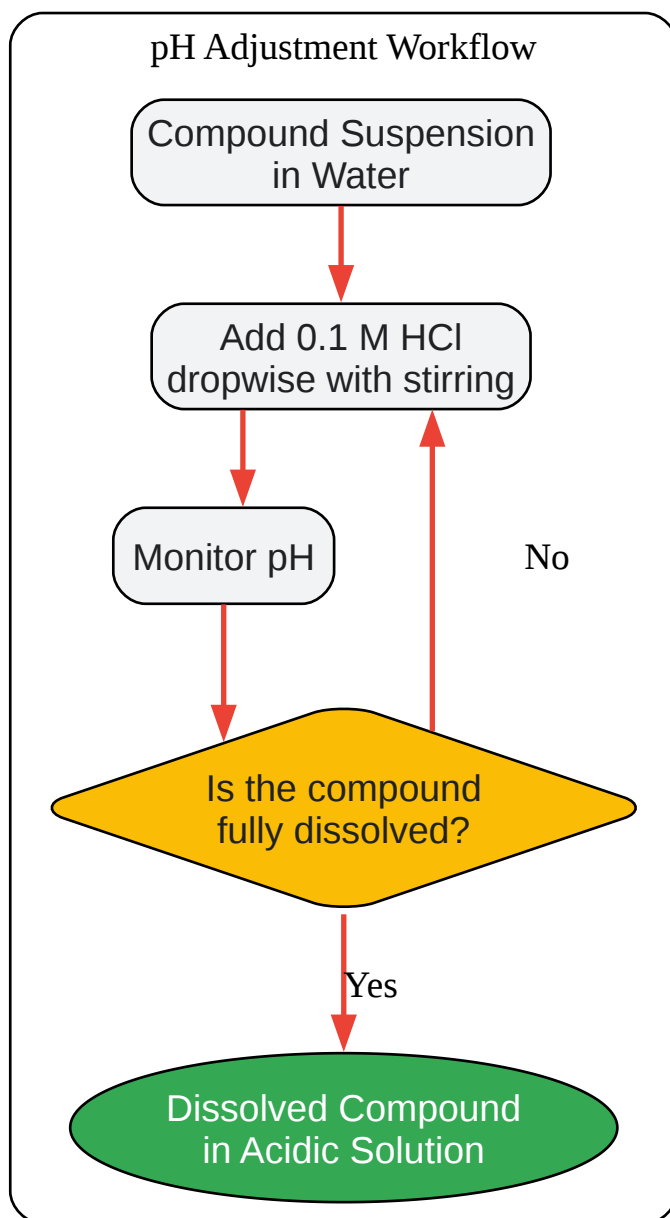 pH Adjustment Workflow
Compound Suspension
in Water
Add 0.1 M HCl
dropwise with stirring
Monitor pH
No
Is the compound
fully dissolved?
Yes
Dissolved Compound
in Acidic Solution